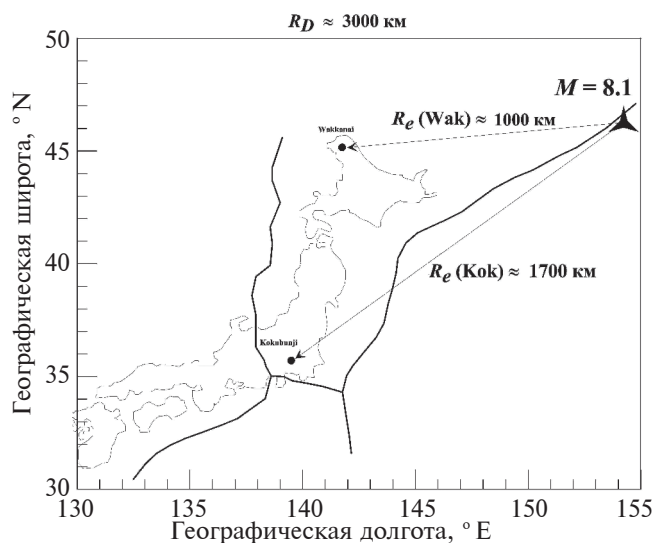 R_D ≈ 3000 км
50
M = 8.1
Wakkanai
R_e (Wak) ≈ 1000 км
45
40
R_e (Kok) ≈ 1700 км
Kokubunji
35
30
130 135 140 145 150 155
Географическая широта, ° N
Географическая долгота, ° E